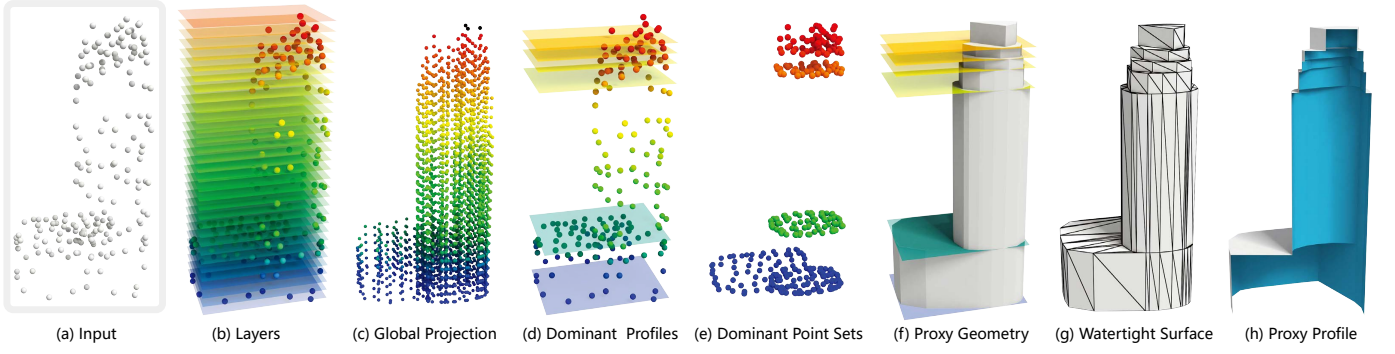 (a) Input
(b) Layers
(c) Global Projection
(d) Dominant Profiles
(e) Dominant Point Sets
(f) Proxy Geometry
(g) Watertight Surface
(h) Proxy Profile